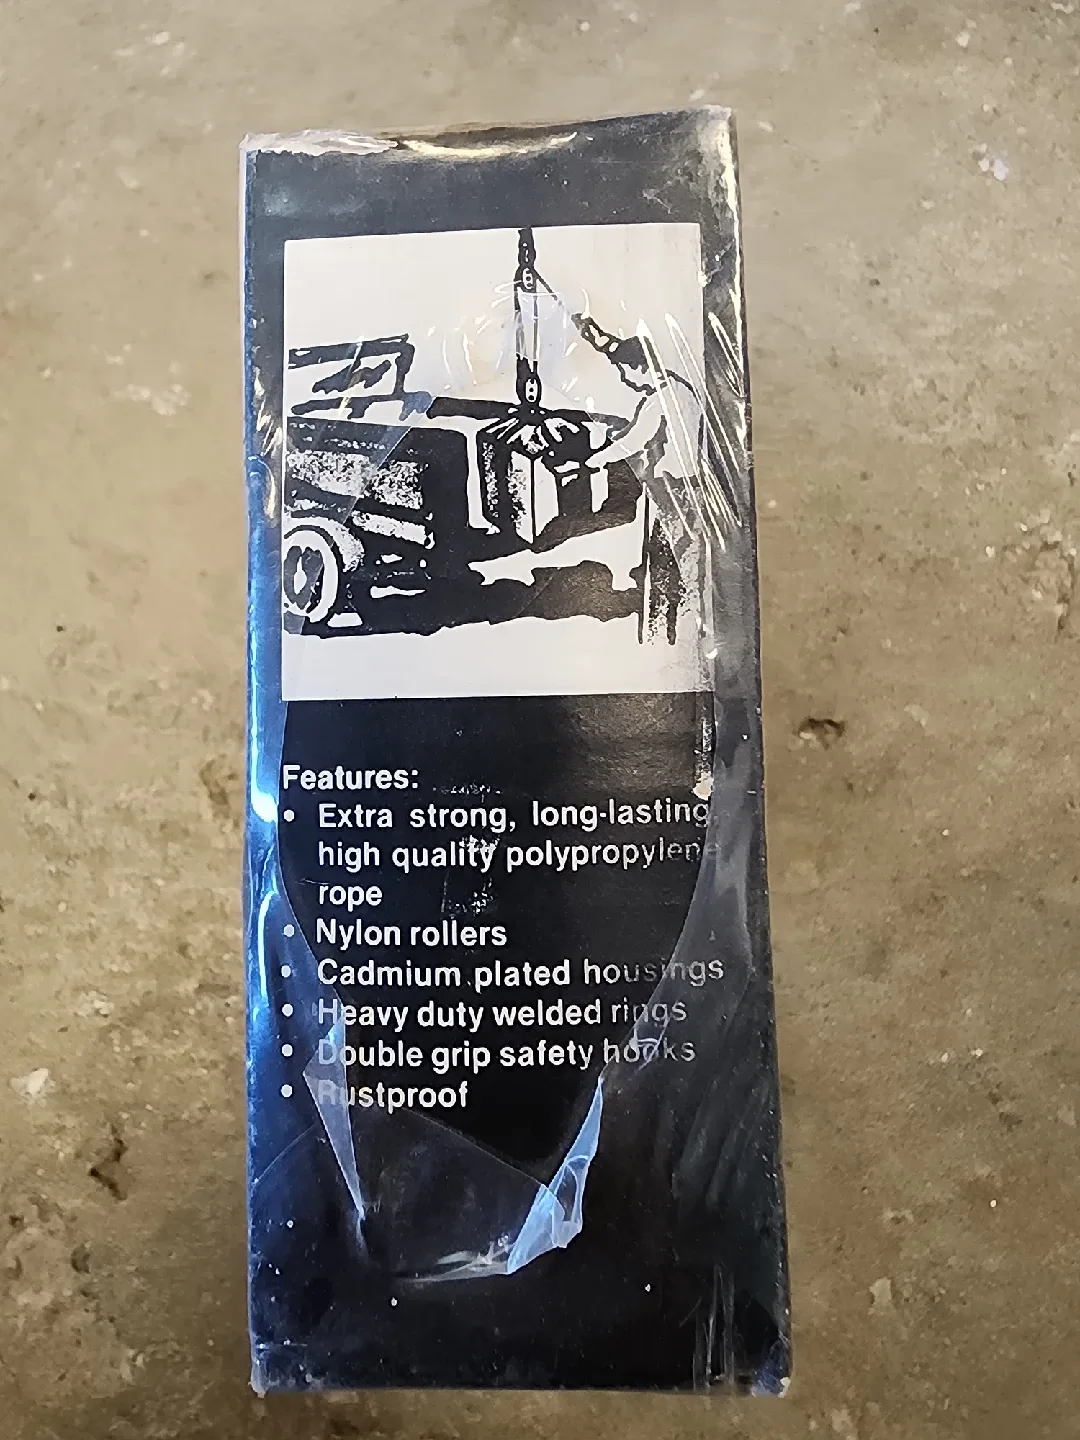 Features:
• Extra strong, long-lasting
high quality polypropylene
rope
• Nylon rollers
• Cadmium plated housings
• Heavy duty welded rings
• Double grip safety hooks
• Rustproof